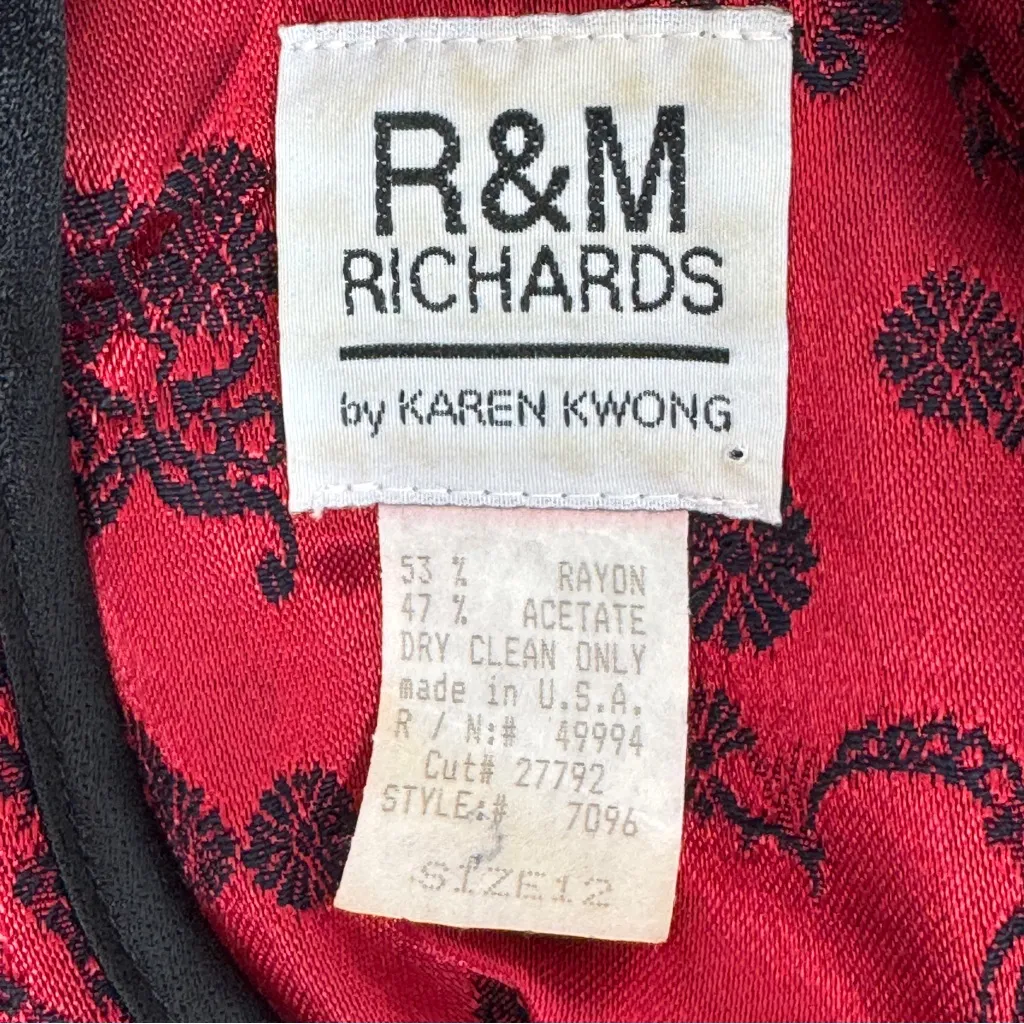 R&M
RICHARDS
by KAREN KWONG
53 % RAYON
47 % ACETATE
DRY CLEAN ONLY
made in U.S.A.
R / N:# 49994
Cut# 27792
STYLE:# 7096
SIZE12